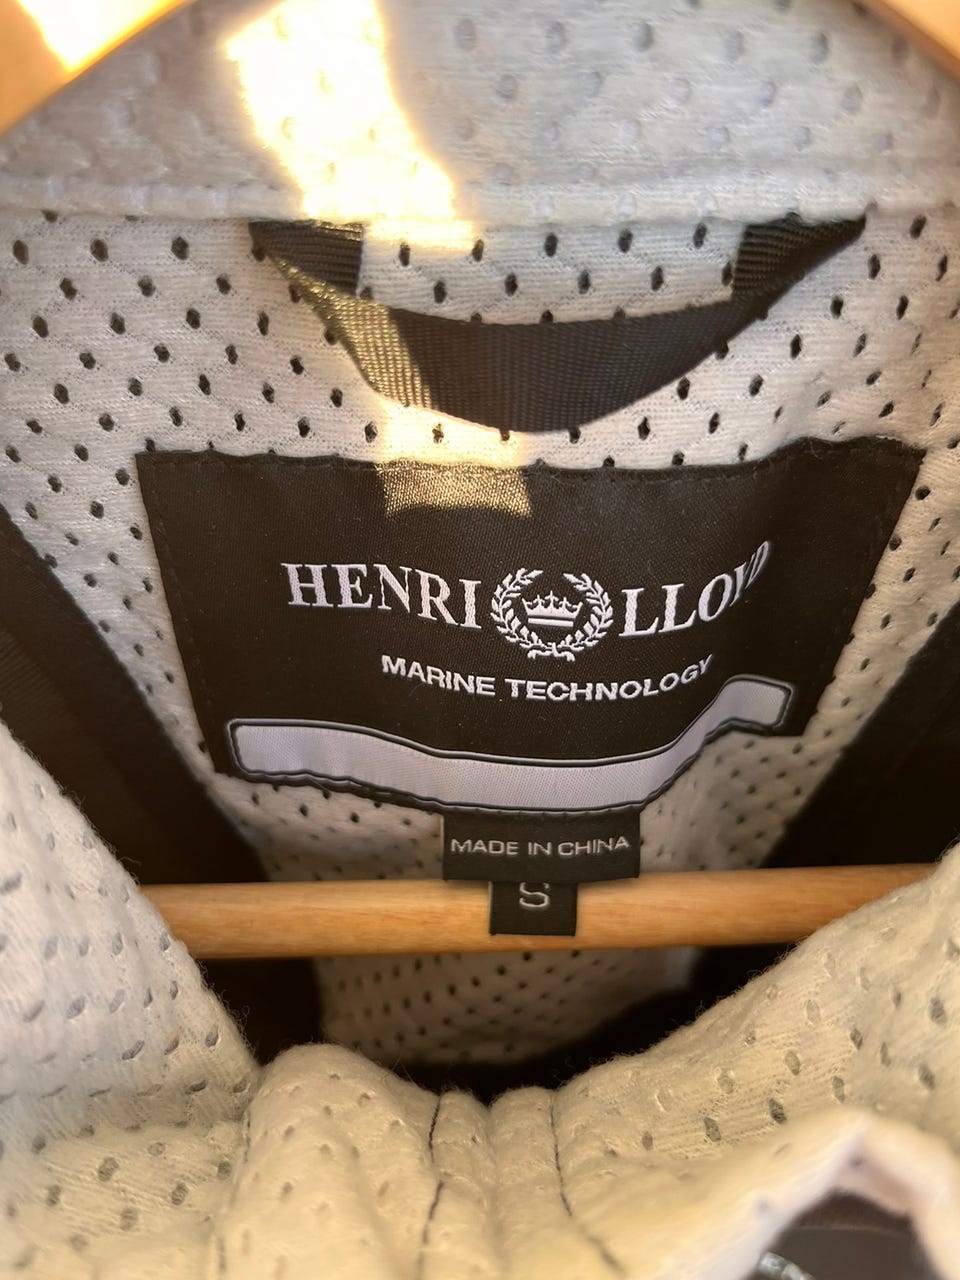 HENRI LLOYD
MARINE TECHNOLOGY
MADE IN CHINA
S